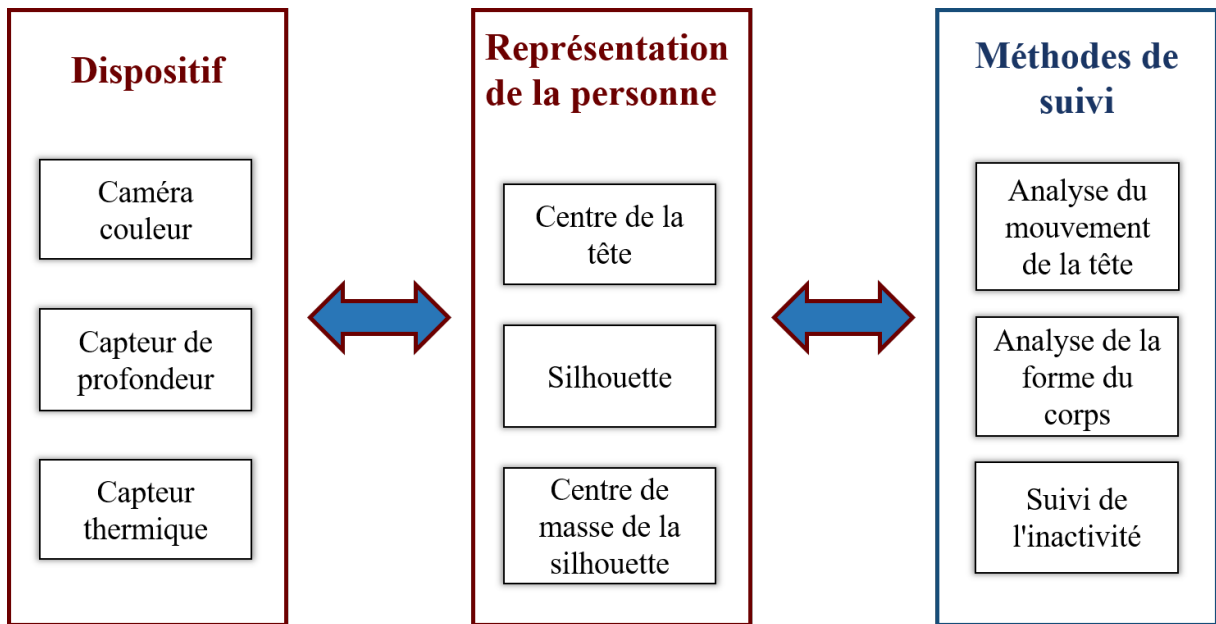 Dispositif
Caméra
couleur
Capteur de
profondeur
Capteur
thermique
Représentation
de la personne
Centre de la
tête
Silhouette
Centre de
masse de la
silhouette
Méthodes de
suivi
Analyse du
mouvement
de la tête
Analyse de la
forme du
corps
Suivi de
l'inactivité